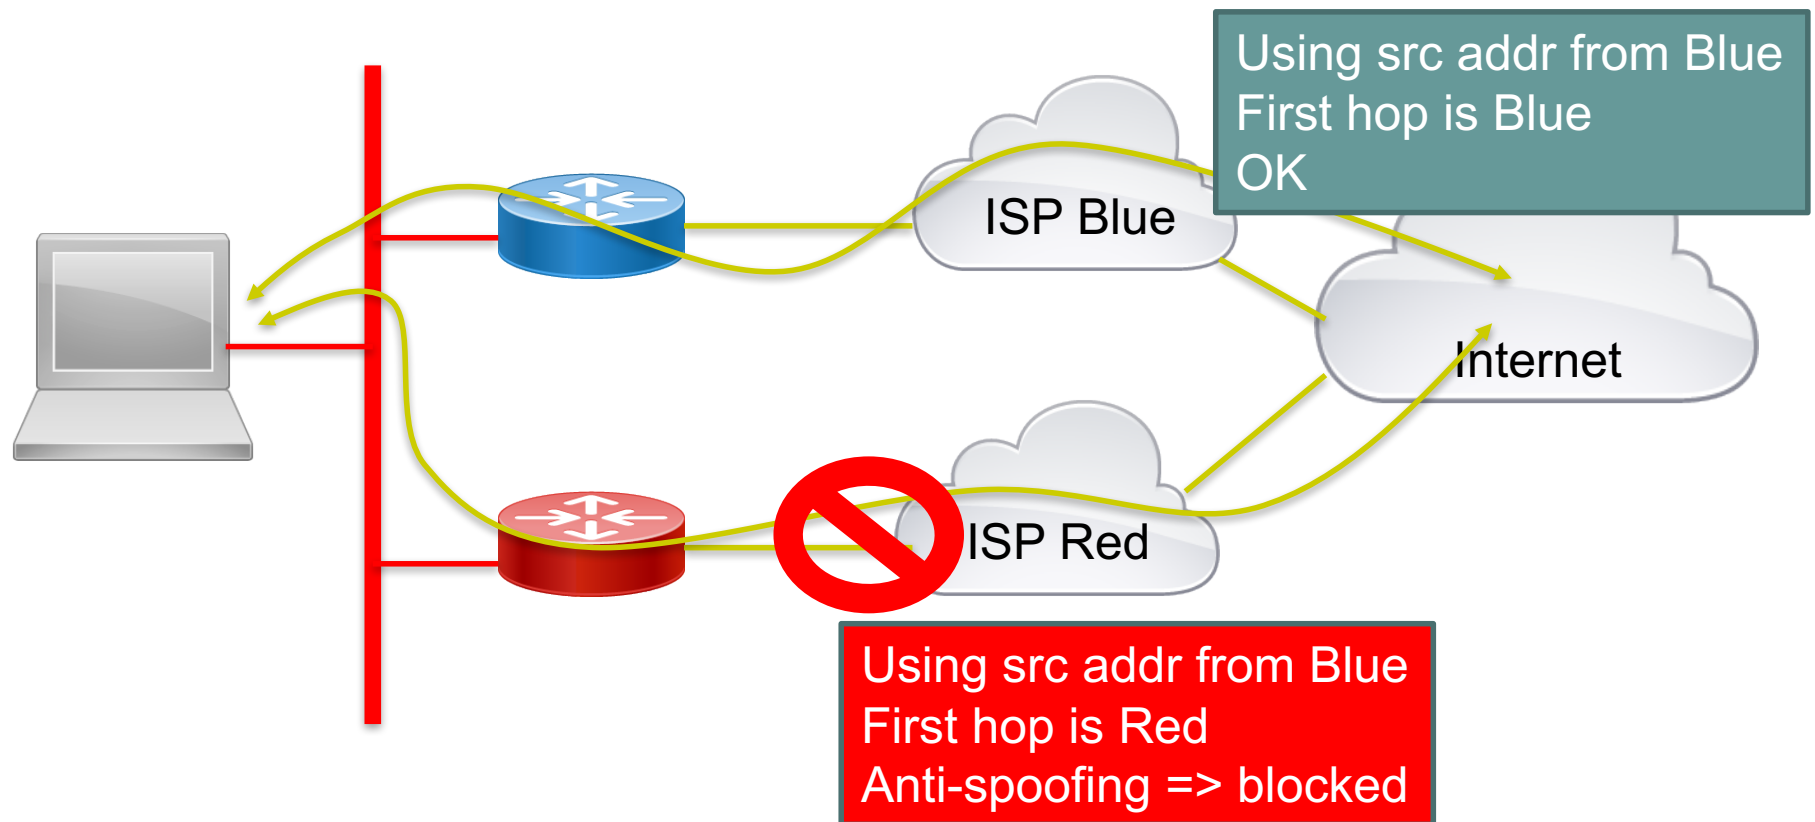 Using src addr from Blue
First hop is Blue
OK
ISP Blue
Internet
ISP Red
Using src addr from Blue
First hop is Red
Anti-spoofing => blocked